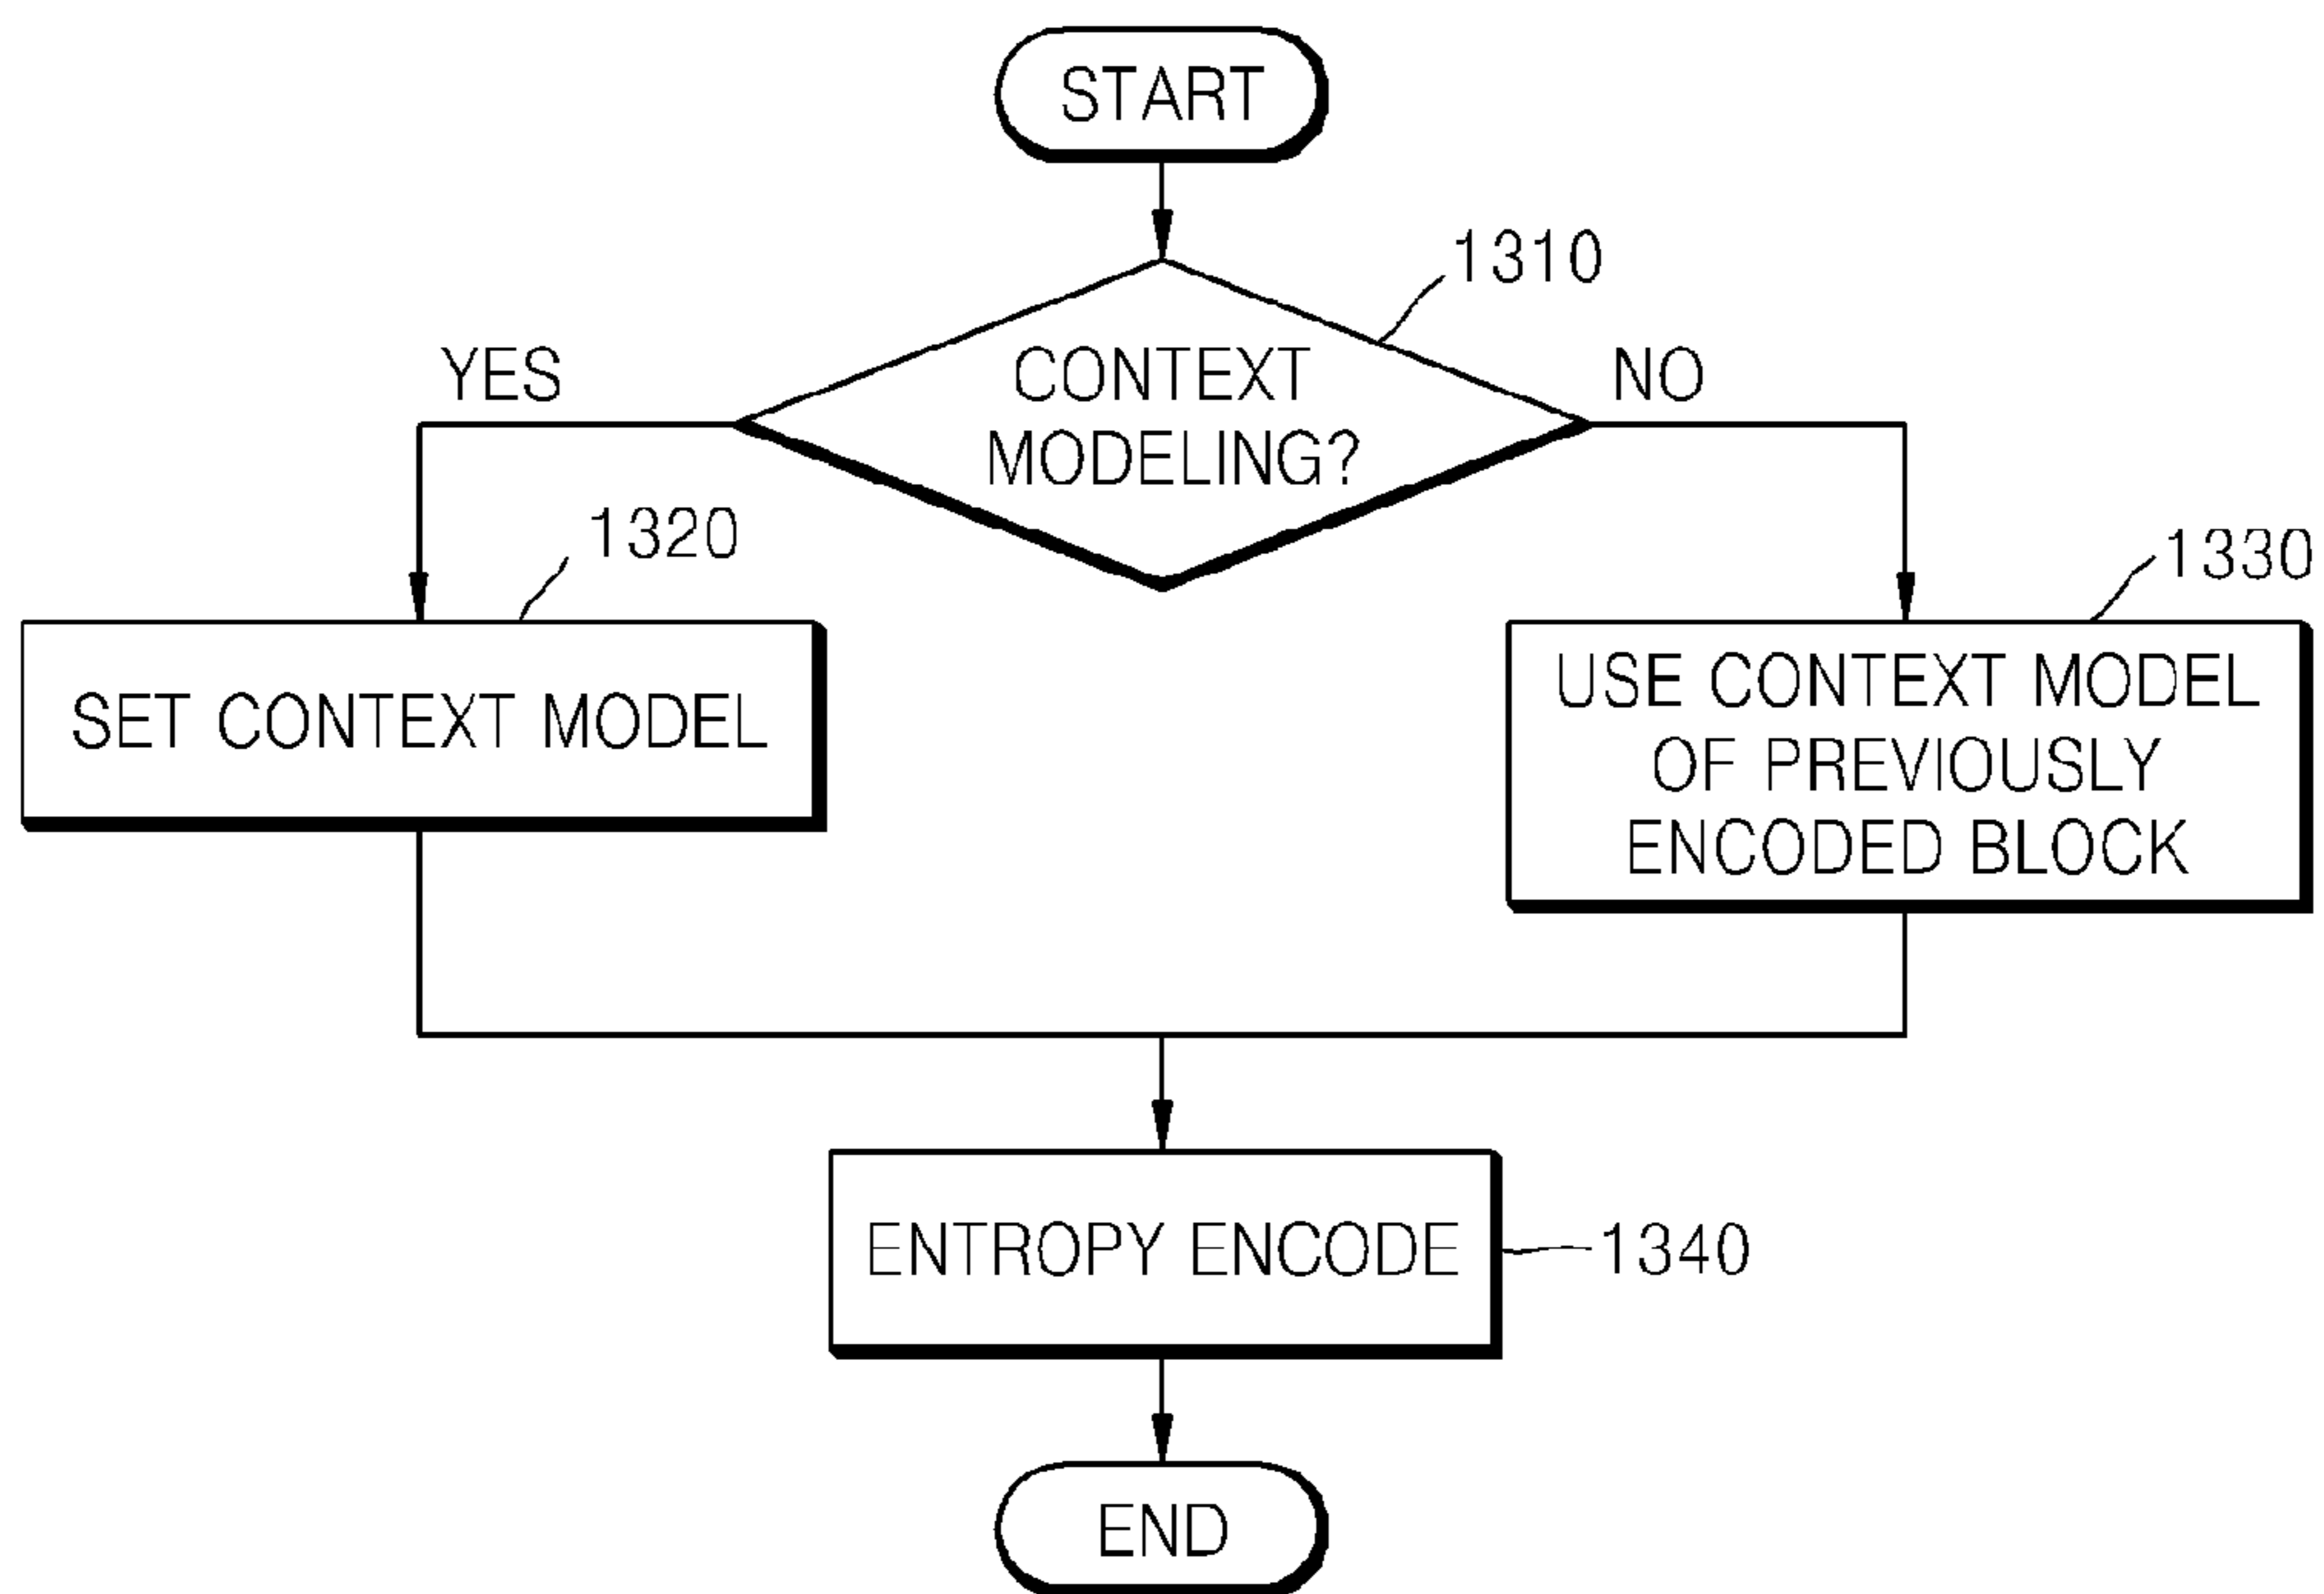 START
1310
YES
CONTEXT
MODELING?
NO
1320
SET CONTEXT MODEL
1330
USE CONTEXT MODEL
OF PREVIOUSLY
ENCODED BLOCK
ENTROPY ENCODE
1340
END